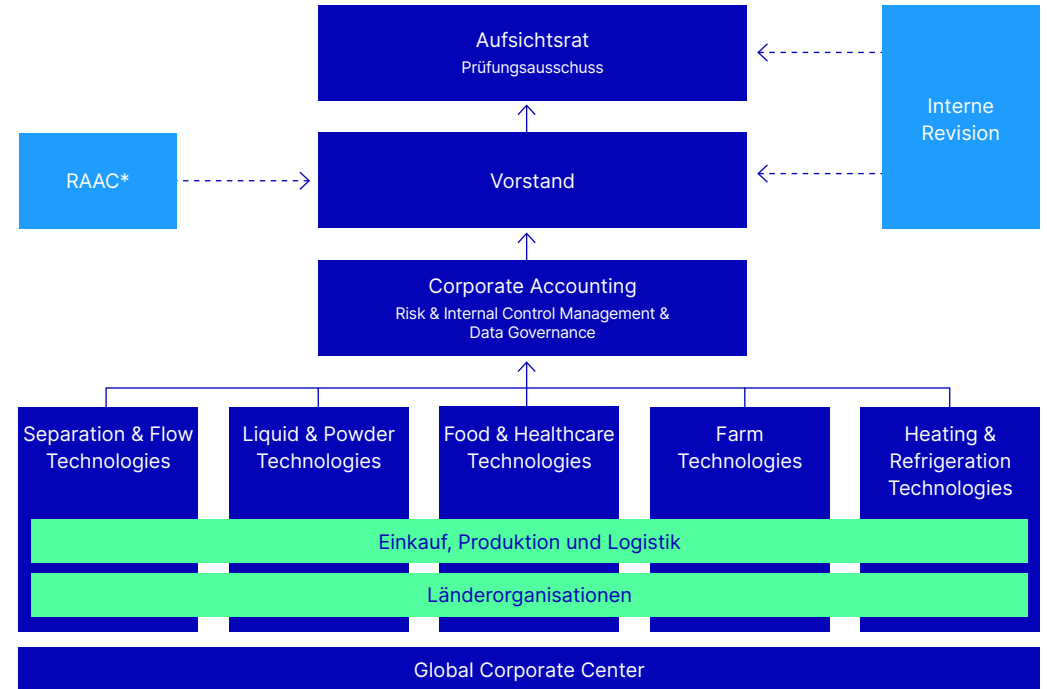 Aufsichtsrat
Prüfungsausschuss
Interne
Revision
RAAC*
Vorstand
Corporate Accounting
Risk & Internal Control Management &
Data Governance
Separation & Flow
Technologies
Liquid & Powder
Technologies
Food & Healthcare
Technologies
Farm
Technologies
Heating &
Refrigeration
Technologies
Einkauf, Produktion und Logistik
Länderorganisationen
Global Corporate Center